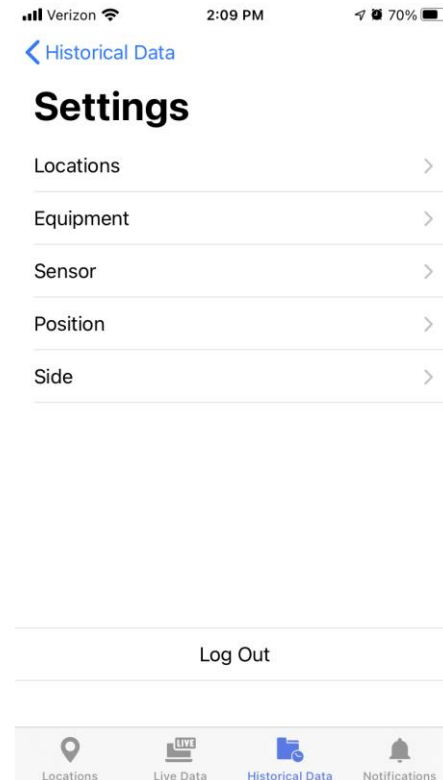 Verizon 2:09 PM 70%
Historical Data
Settings
Locations
Equipment
Sensor
Position
Side
Log Out
LIVE
Locations Live Data Historical Data Notifications